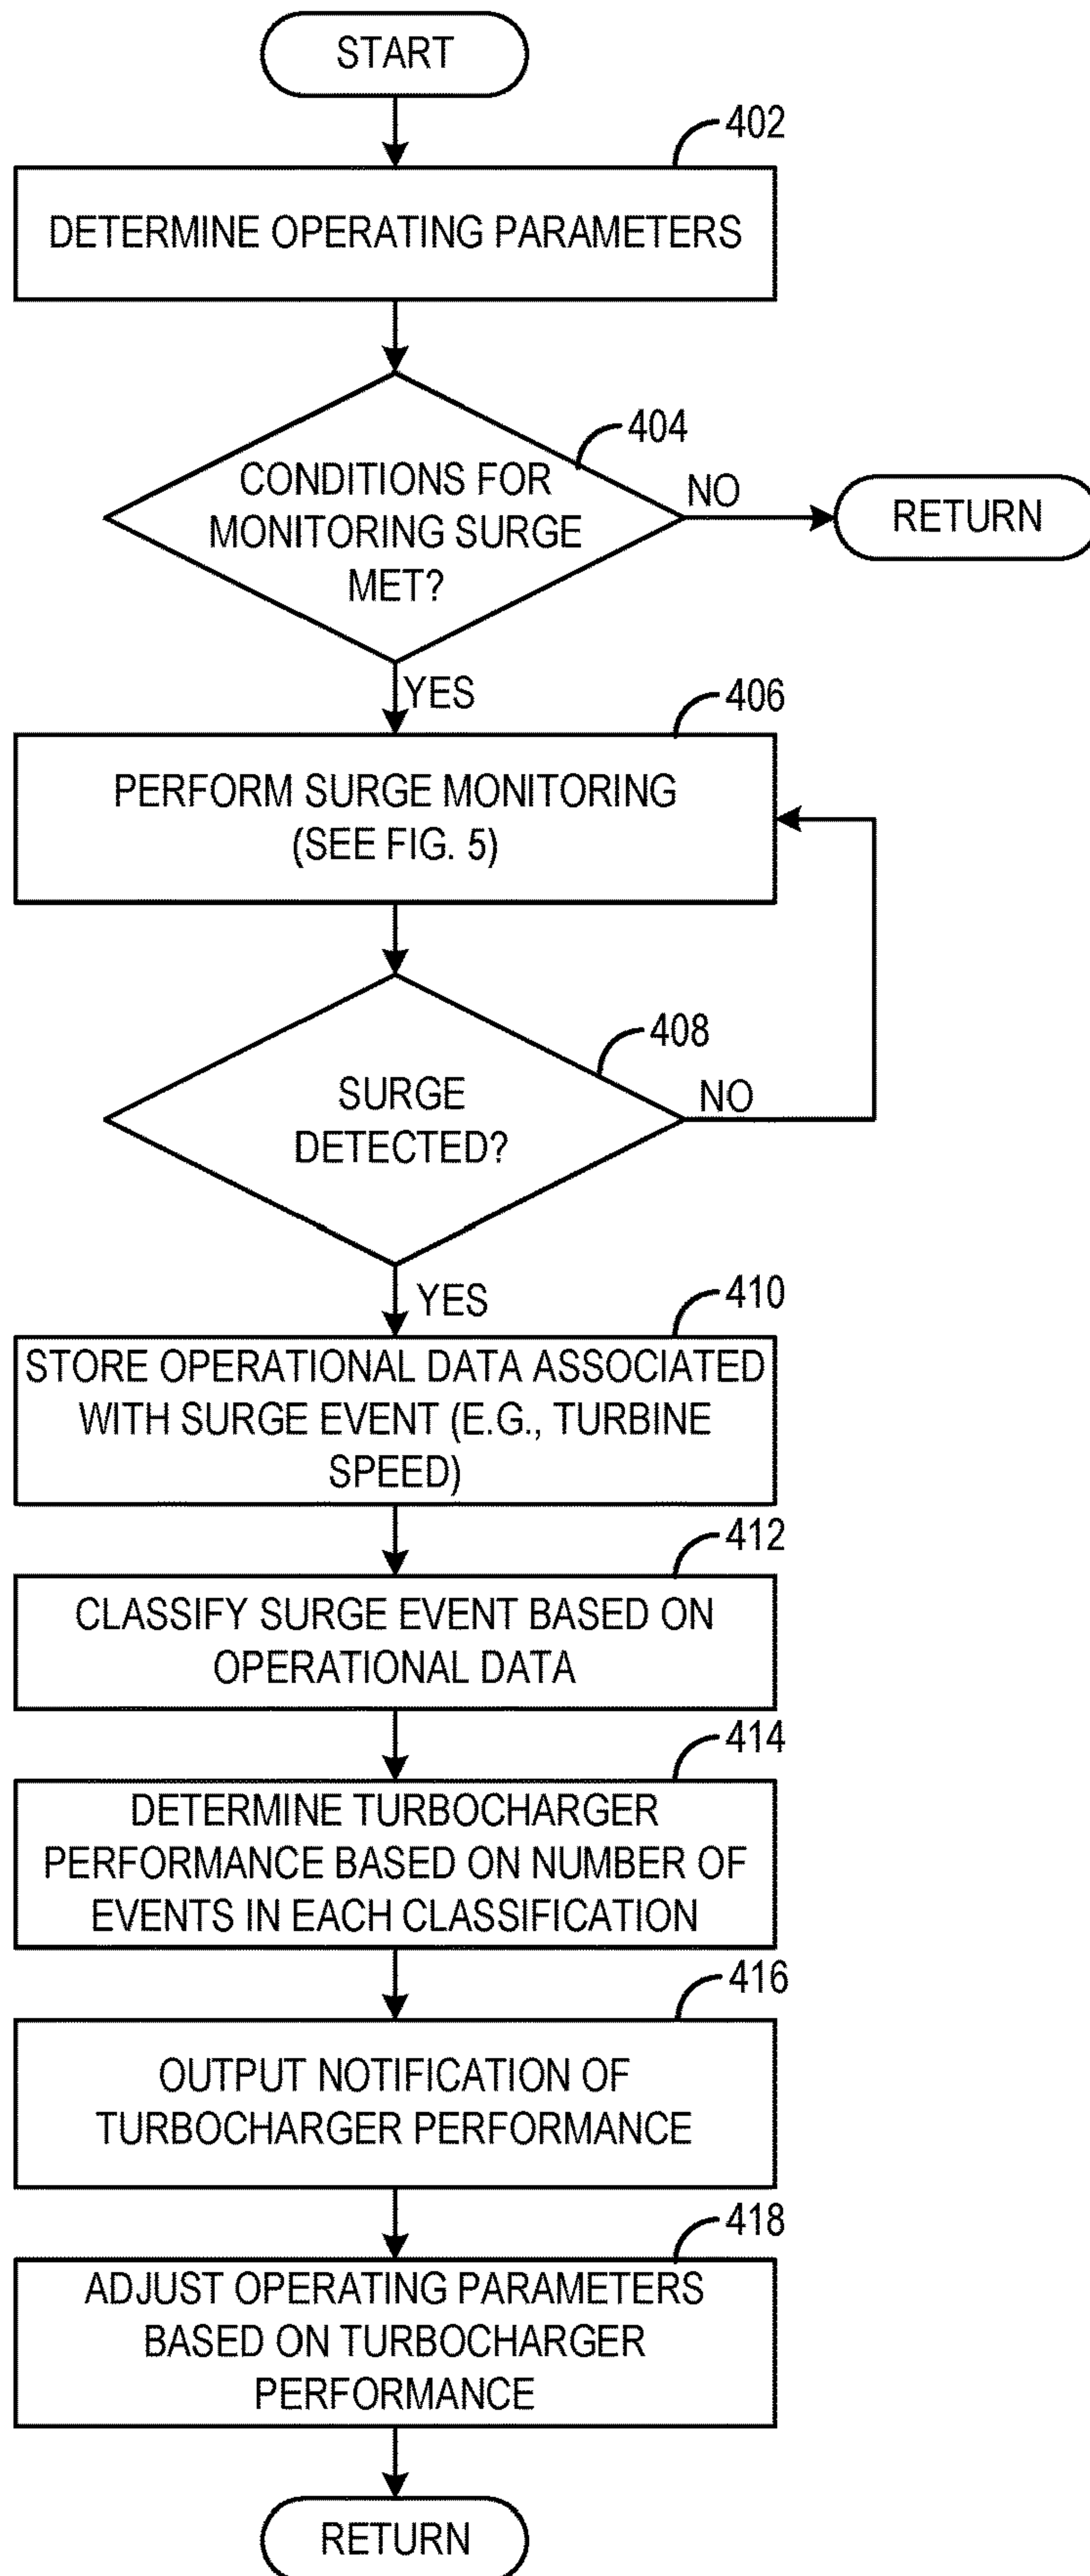 START
402
DETERMINE OPERATING PARAMETERS
404
CONDITIONS FOR
MONITORING SURGE
MET?
NO
RETURN
YES
406
PERFORM SURGE MONITORING
(SEE FIG. 5)
408
SURGE
DETECTED?
NO
YES
410
STORE OPERATIONAL DATA ASSOCIATED
WITH SURGE EVENT (E.G., TURBINE
SPEED)
412
CLASSIFY SURGE EVENT BASED ON
OPERATIONAL DATA
414
DETERMINE TURBOCHARGER
PERFORMANCE BASED ON NUMBER OF
EVENTS IN EACH CLASSIFICATION
416
OUTPUT NOTIFICATION OF
TURBOCHARGER PERFORMANCE
418
ADJUST OPERATING PARAMETERS
BASED ON TURBOCHARGER
PERFORMANCE
RETURN